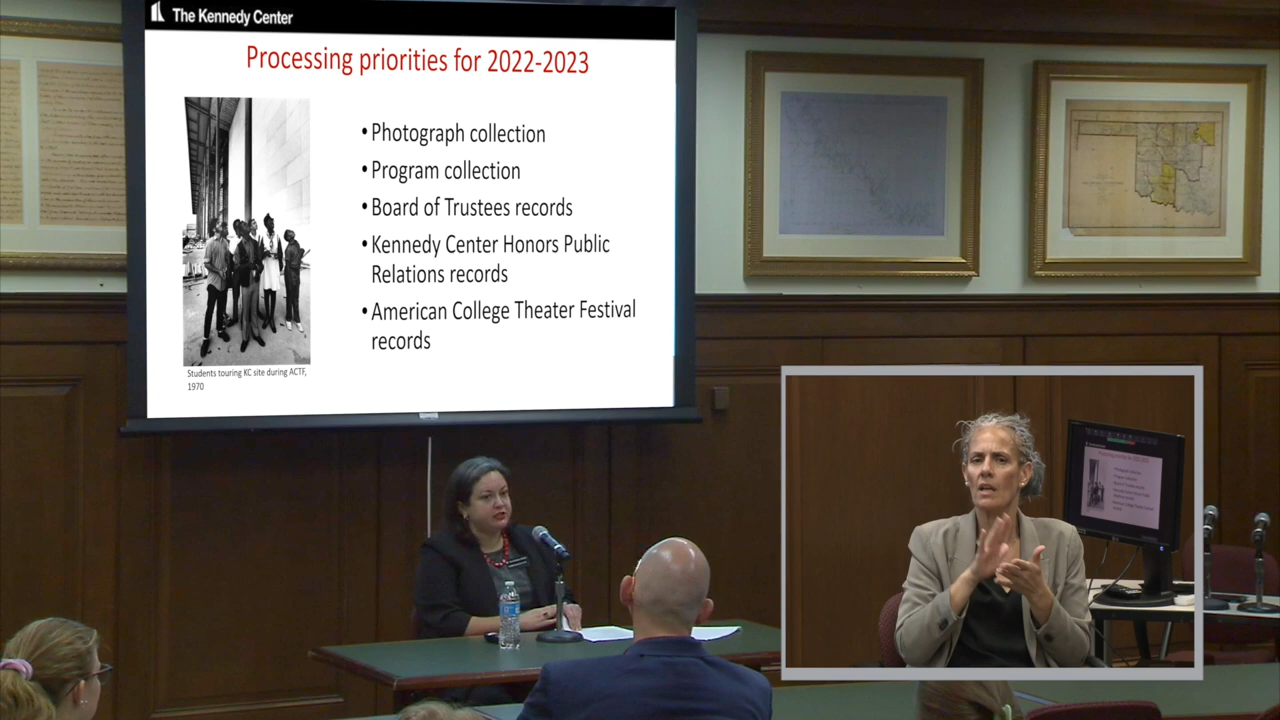 The Kennedy Center
Processing priorities for 2022-2023
• Photograph collection
• Program collection
• Board of Trustees records
• Kennedy Center Honors Public
Relations records
• American College Theater Festival
records
Students touring KC site during ACTF,
1970